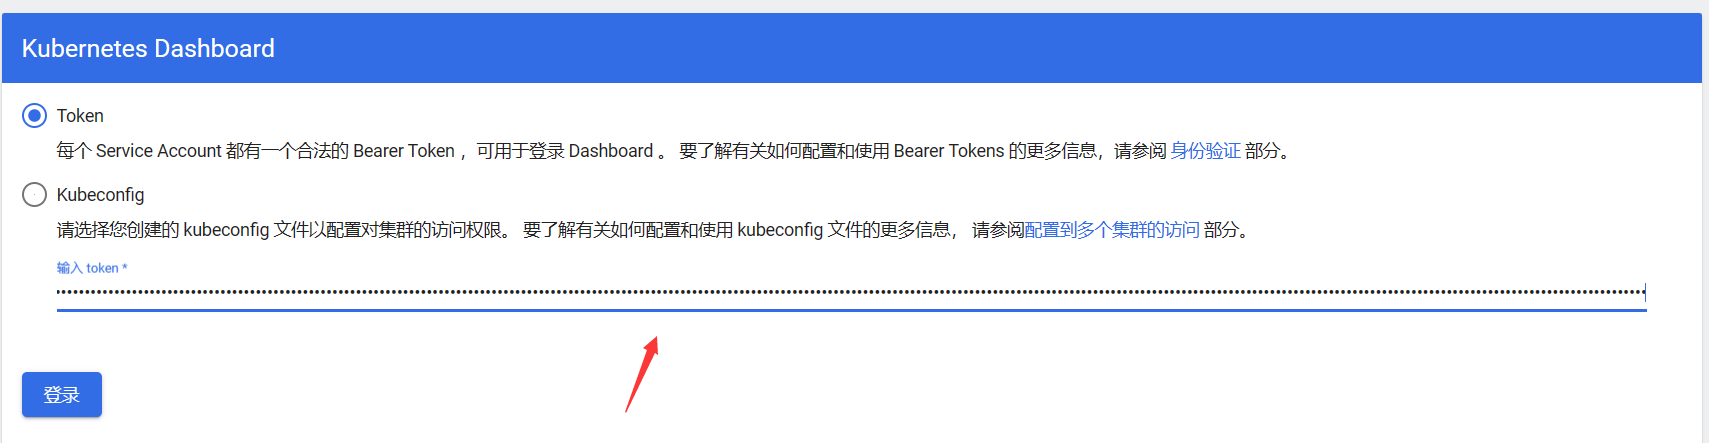 Kubernetes Dashboard
Token
每个 Service Account 都有一个合法的 Bearer Token ，可用于登录 Dashboard 。 要了解有关如何配置和使用 Bearer Tokens 的更多信息，请参阅 身份验证 部分。
Kubeconfig
请选择您创建的 kubeconfig 文件以配置对集群的访问权限。 要了解有关如何配置和使用 kubeconfig 文件的更多信息， 请参阅配置到多个集群的访问 部分。
输入 token *
登录